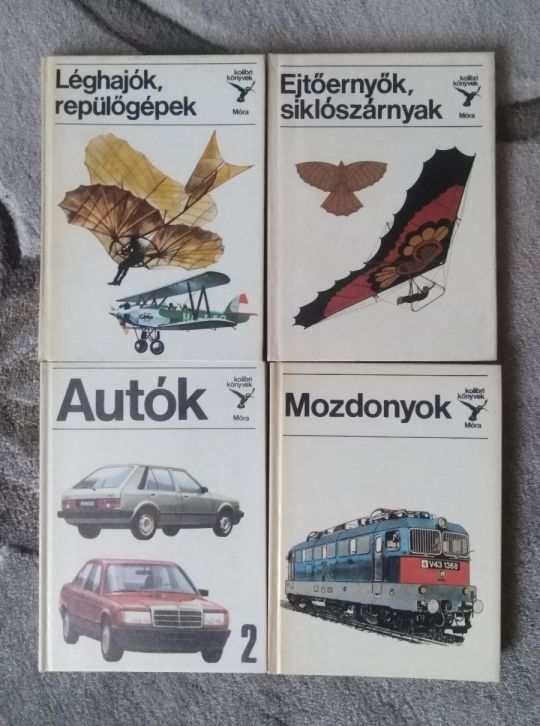 Léghajók,
repülőgépek
kolibri
könyvek
Móra
Ejtőernyők,
siklószárnyak
kolibri
könyvek
Móra
Autók
kolibri
könyvek
Móra
2
Mozdonyok
kolibri
könyvek
Móra
V43 1368